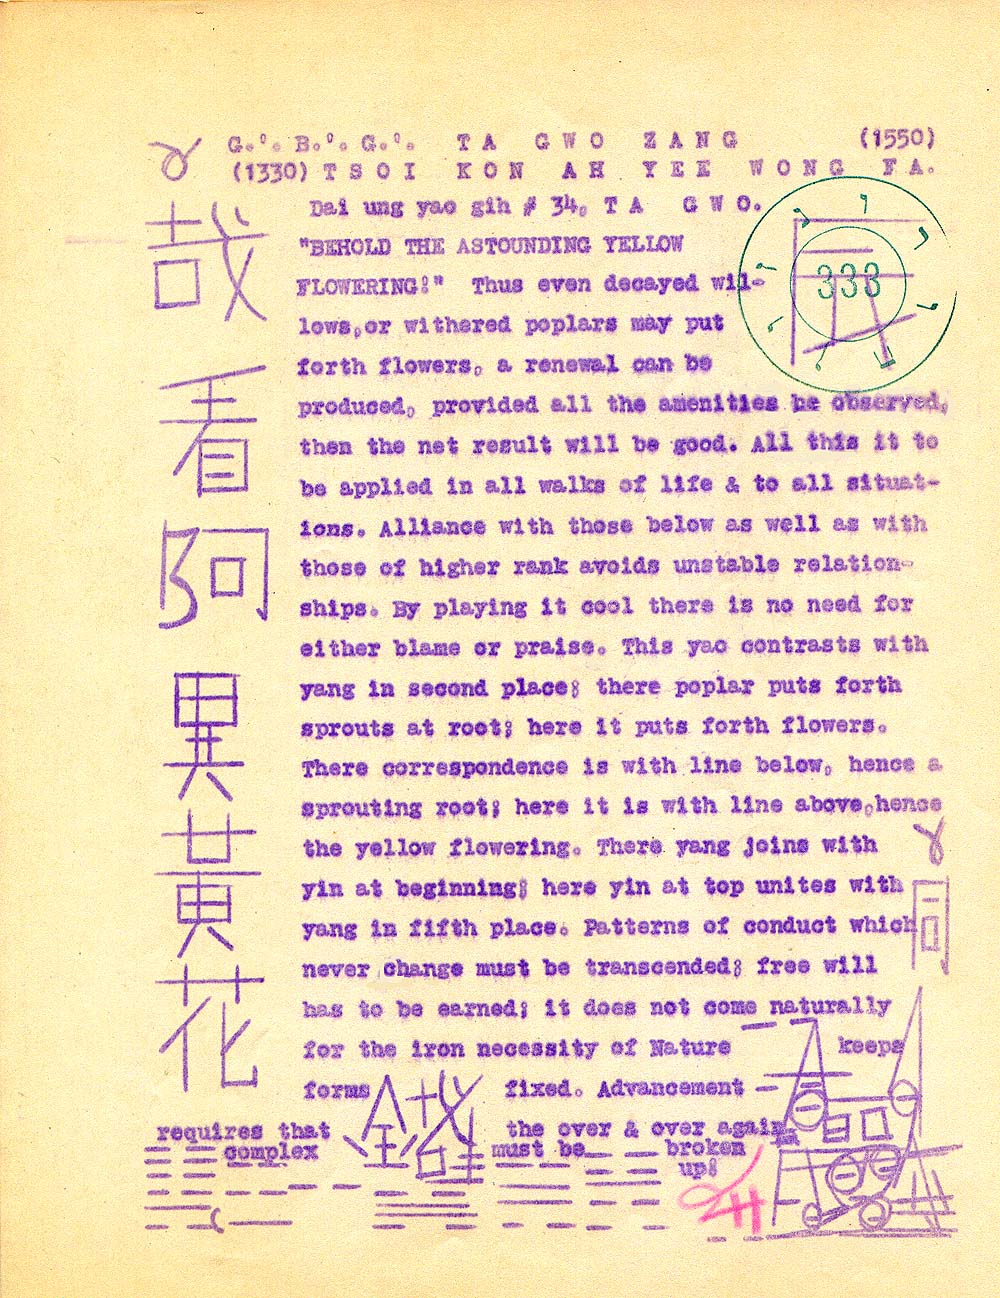 G.'. B.'. G.'. TA GWO ZANG (1550)
(1330) TSOI KON AH YEE WONG FA.
Dai ung yao gih # 34, TA GWO.
"BEHOLD THE ASTOUNDING YELLOW
FLOWERING!" Thus even decayed wil-
lows, or withered poplars may put
forth flowers, a renewal can be
produced, provided all the amenities be observed,
then the net result will be good. All this it to
be applied in all walks of life & to all situat-
ions. Alliance with those below as well as with
those of higher rank avoids unstable relation-
ships. By playing it cool there is no need for
either blame or praise. This yao contrasts with
yang in second place; there poplar puts forth
sprouts at root; here it puts forth flowers.
There correspondence is with line below, hence a
sprouting root; here it is with line above, hence
the yellow flowering. There yang joins with
yin at beginning; here yin at top unites with
yang in fifth place. Patterns of conduct which
never change must be transcended; free will
has to be earned; it does not come naturally
for the iron necessity of Nature keeps
forms fixed. Advancement
requires that the over & over again
complex must be broken
up!
333
哉
看
阿
異
黃
花